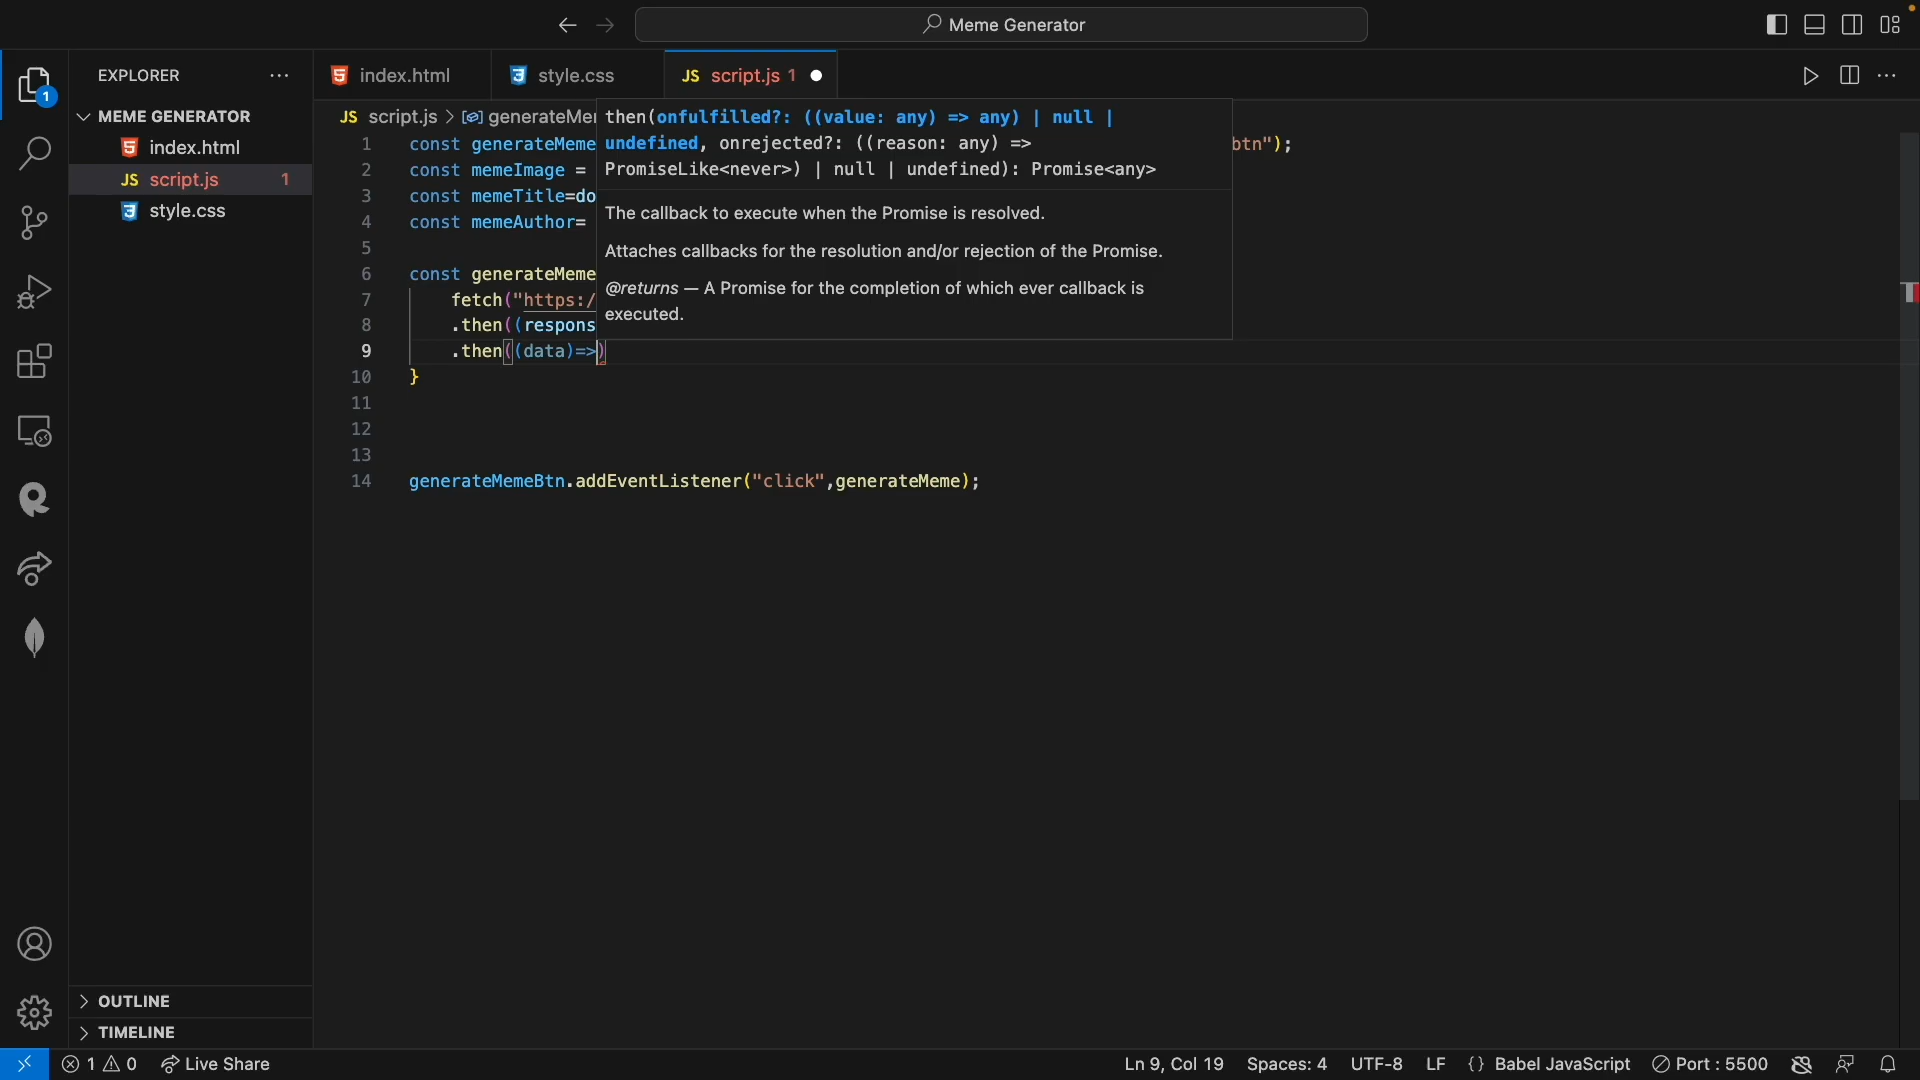 Meme Generator
EXPLORER
index.html
style.css
JS script.js 1
MEME GENERATOR
index.html
JS script.js 1
style.css
JS script.js > generateMem
1 const generateMeme btn");
2 const memeImage =
3 const memeTitle=do
4 const memeAuthor=
5
6 const generateMeme
7 fetch("https:/
8 .then((respons
9 .then((data)=>)
10 }
11
12
13
14 generateMemeBtn.addEventListener("click",generateMeme);
then(onfulfilled?: ((value: any) => any) | null |
undefined, onrejected?: ((reason: any) =>
PromiseLike<never>) | null | undefined): Promise<any>
The callback to execute when the Promise is resolved.
Attaches callbacks for the resolution and/or rejection of the Promise.
@returns — A Promise for the completion of which ever callback is
executed.
1
OUTLINE
TIMELINE
1 0 Live Share
Ln 9, Col 19 Spaces: 4 UTF-8 LF {} Babel JavaScript Port : 5500